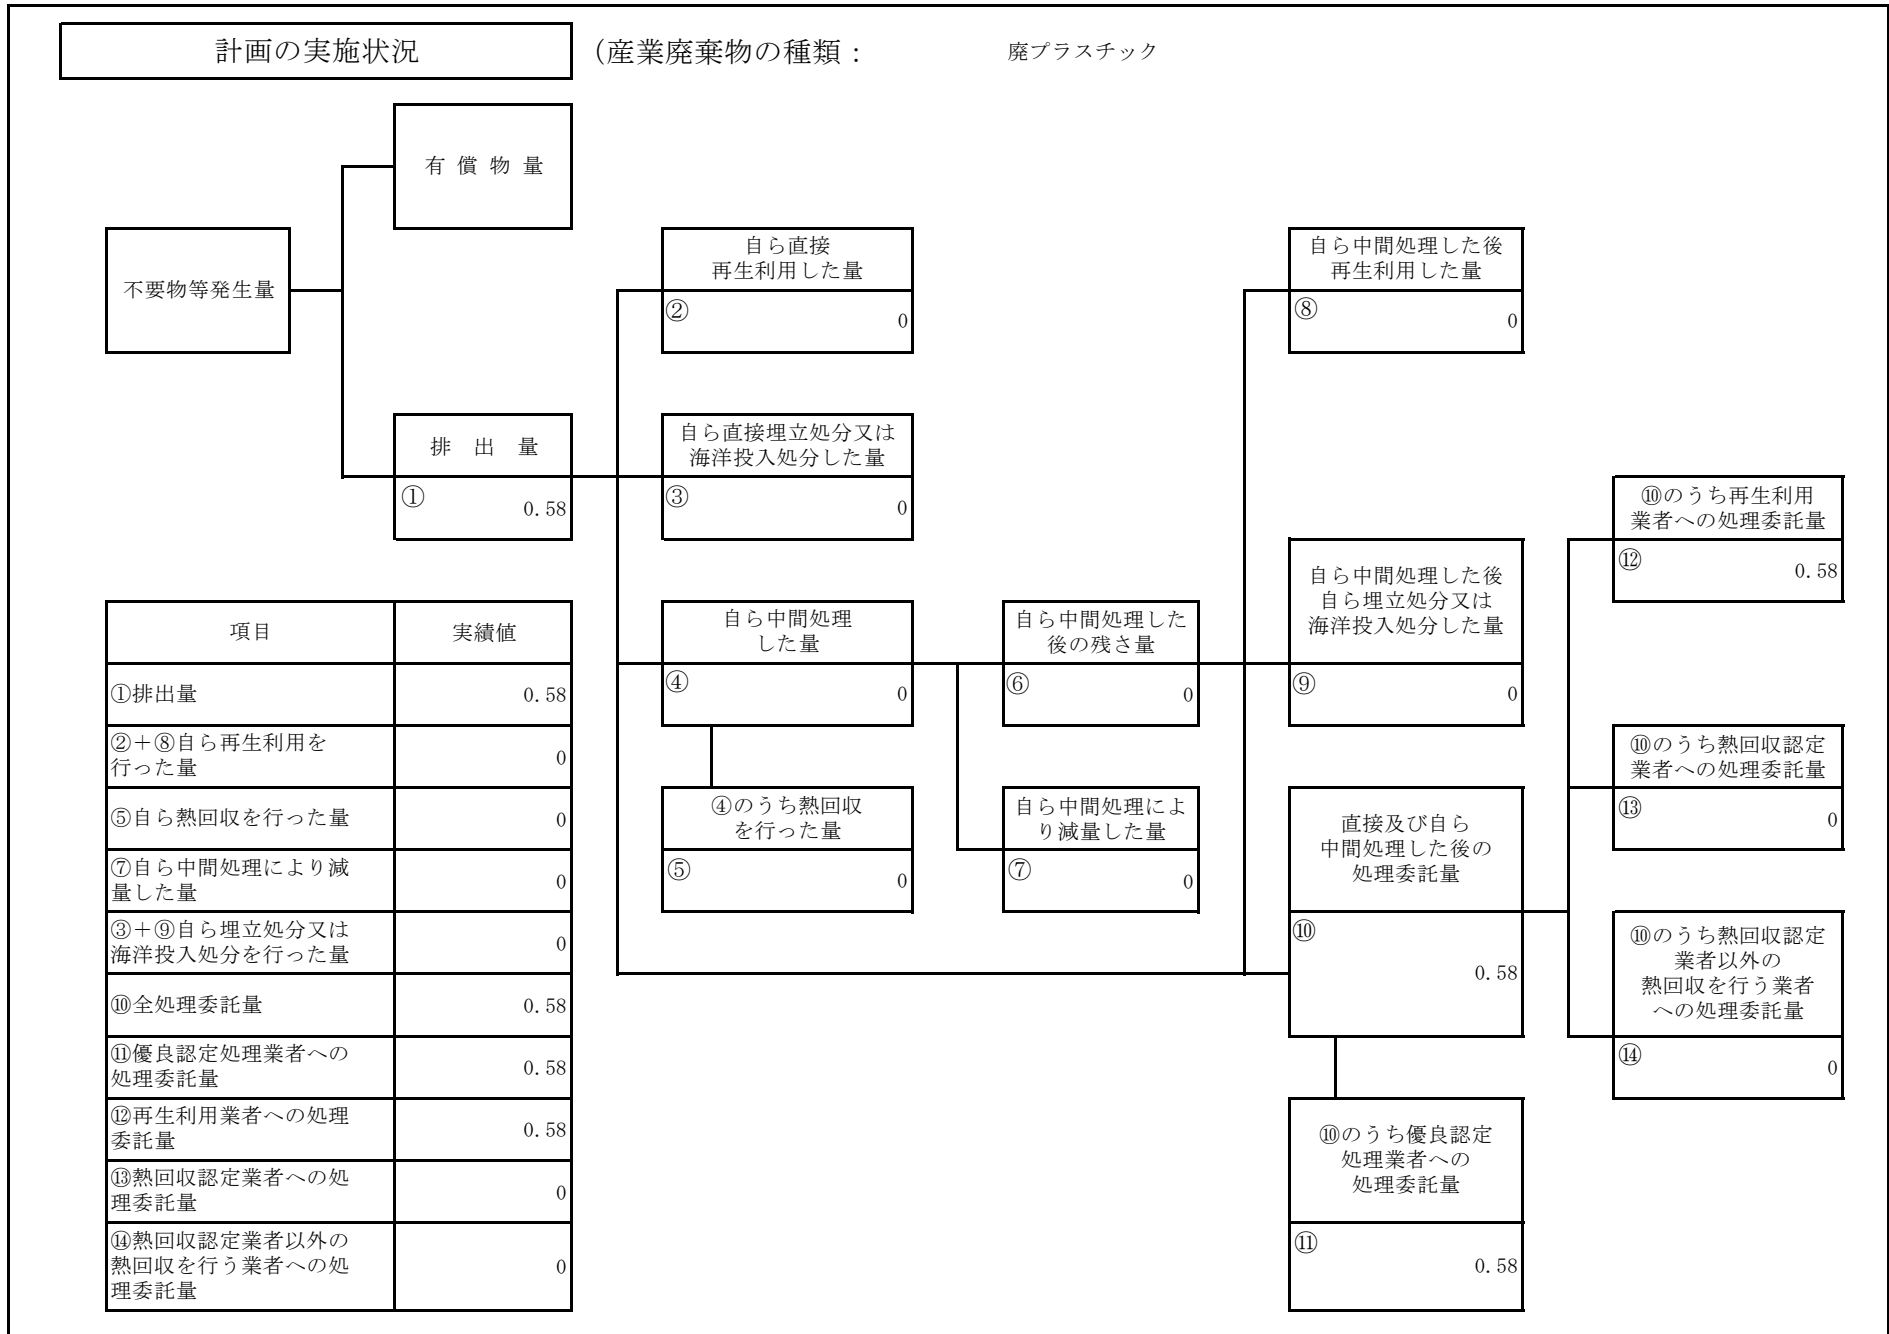 計画の実施状況
（産業廃棄物の種類：　廃プラスチック
有 償 物 量
不要物等発生量
自ら直接
再生利用した量
②
0
自ら中間処理した後
再生利用した量
⑧
0
排 出 量
①
0.58
自ら直接埋立処分又は
海洋投入処分した量
③
0
⑩のうち再生利用
業者への処理委託量
⑫
0.58
自ら中間処理
した量
④
0
自ら中間処理した
後の残さ量
⑥
0
自ら中間処理した後
自ら埋立処分又は
海洋投入処分した量
⑨
0
⑩のうち熱回収認定
業者への処理委託量
⑬
0
④のうち熱回収
を行った量
⑤
0
自ら中間処理によ
り減量した量
⑦
0
直接及び自ら
中間処理した後の
処理委託量
⑩
0.58
⑩のうち熱回収認定
業者以外の
熱回収を行う業者
への処理委託量
⑭
0
⑩のうち優良認定
処理業者への
処理委託量
⑪
0.58
項目 実績値
①排出量 0.58
②＋⑧自ら再生利用を
行った量
0
⑤自ら熱回収を行った量 0
⑦自ら中間処理により減
量した量
0
③＋⑨自ら埋立処分又は
海洋投入処分を行った量
0
⑩全処理委託量 0.58
⑪優良認定処理業者への
処理委託量
0.58
⑫再生利用業者への処理
委託量
0.58
⑬熱回収認定業者への処
理委託量
0
⑭熱回収認定業者以外の
熱回収を行う業者への処
理委託量
0